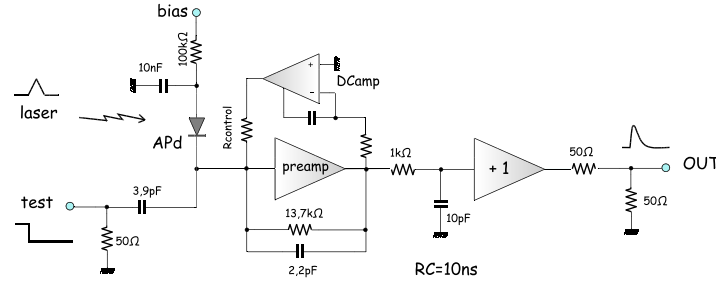 bias
100kΩ
10nF
+
-
DCamp
laser
Rcontrol
APd
preamp
1kΩ
+ 1
50Ω
OUT
test
3,9pF
50Ω
13,7kΩ
10pF
50Ω
2,2pF
RC=10ns